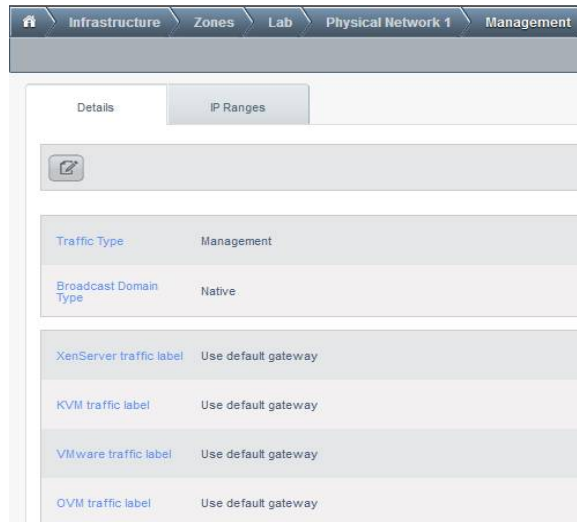 Infrastructure Zones Lab Physical Network 1 Management
Details IP Ranges
Traffic Type Management
Broadcast Domain
Type Native
XenServer traffic label Use default gateway
KVM traffic label Use default gateway
VMware traffic label Use default gateway
OVM traffic label Use default gateway